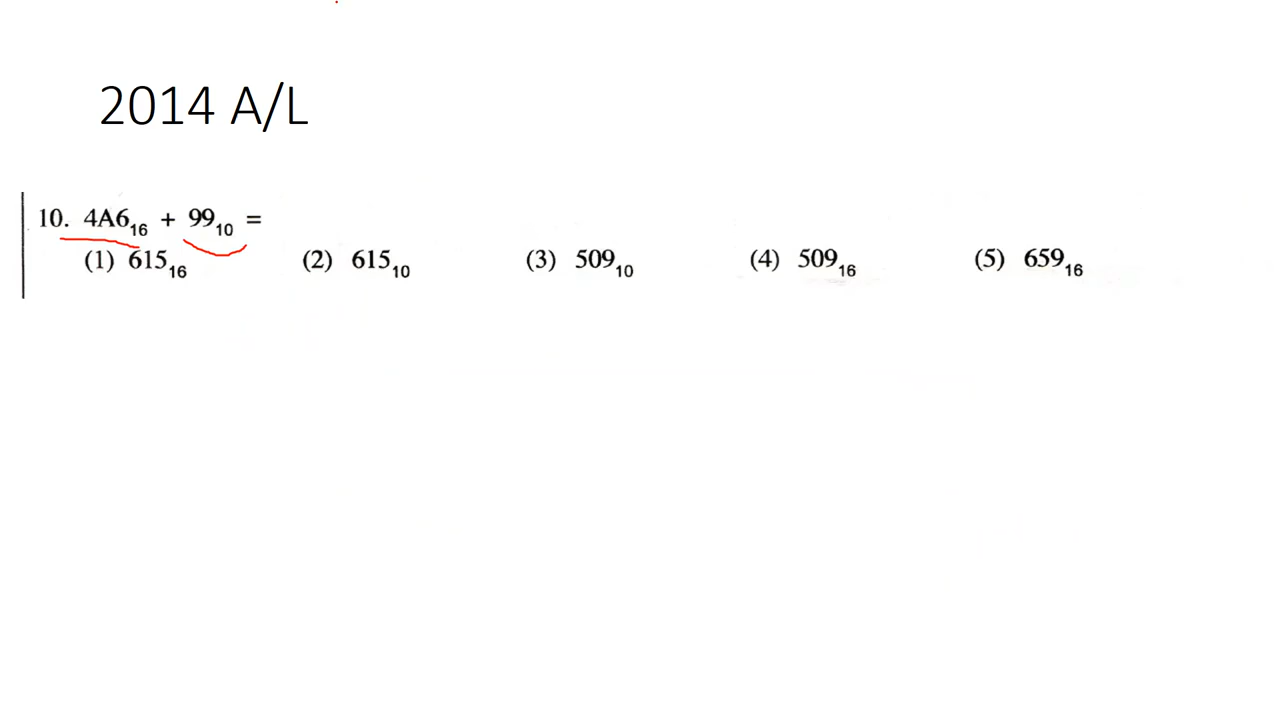 2014 A/L
10. 4A6₁₆ + 99₁₀ =
(1) 615₁₆ (2) 615₁₀ (3) 509₁₀ (4) 509₁₆ (5) 659₁₆